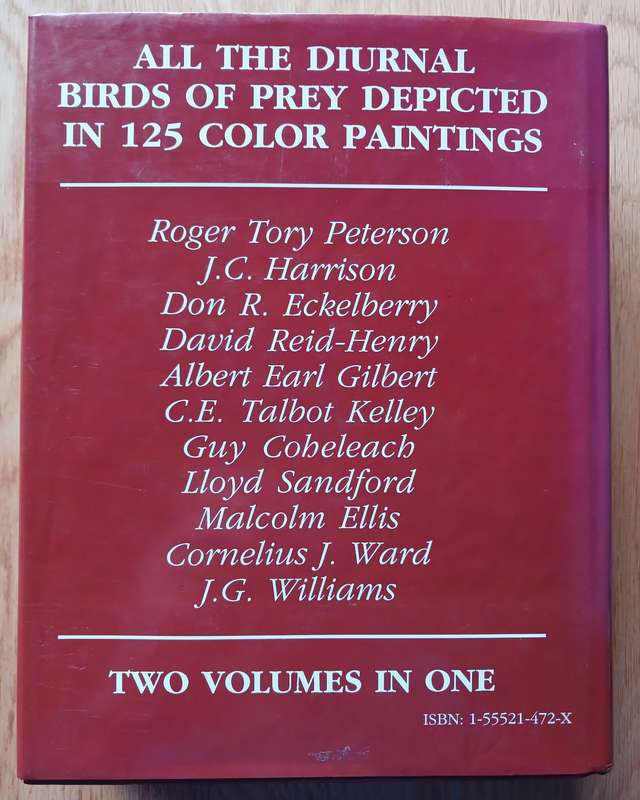 ALL THE DIURNAL
BIRDS OF PREY DEPICTED
IN 125 COLOR PAINTINGS
Roger Tory Peterson
J.C. Harrison
Don R. Eckelberry
David Reid-Henry
Albert Earl Gilbert
C.E. Talbot Kelley
Guy Coheleach
Lloyd Sandford
Malcolm Ellis
Cornelius J. Ward
J.G. Williams
TWO VOLUMES IN ONE
ISBN: 1-55521-472-X